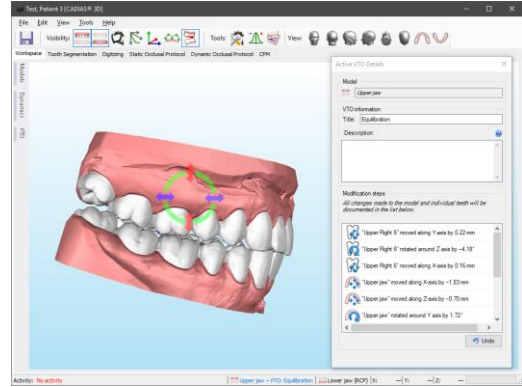 Test, Patient 3 [CADIAS® 3D]
File Edit View Tools Help
Visibility: Tools: View:
Workspace Tooth Segmentation Digitizing Static Occlusal Protocol Dynamic Occlusal Protocol CPM
Models
Dynamics
VTO
Active VTO Details
Model
Upper jaw
VTO information
Title: Equilibration
Description:
Modification steps
All changes made to the model and individual teeth will be
documented in the list below.
"Upper Right 6" moved along Y axis by 0.22 mm
"Upper Right 6" rotated around Z axis by -4.18°
"Upper Right 6" moved along X-axis by 0.16 mm
"Upper jaw" moved along X-axis by -1.83 mm
"Upper jaw" moved along Z-axis by -0.70 mm
"Upper jaw" rotated around Y axis by 1.72°
Undo
Activity: No activity
Upper jaw - VTO: Equilibration Lower jaw (RCP) X: — Y: — Z: —